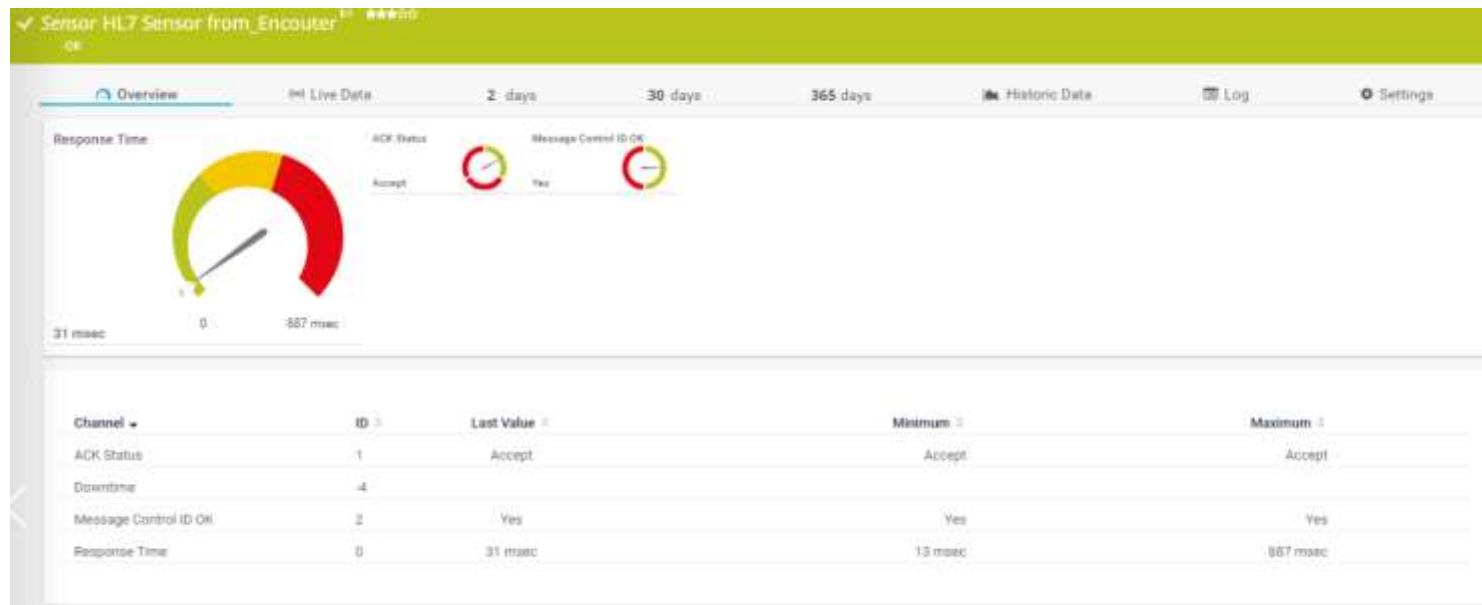 Sensor HL7 Sensor from_Encouter
OK
Overview
Live Data
2 days
30 days
365 days
Historic Data
Log
Settings
Response Time
ACK Status
Message Control ID OK
Accept
Yes
0
887 msec
31 msec
Channel ID Last Value Minimum Maximum
ACK Status 1 Accept Accept Accept
Downtime -4
Message Control ID OK 2 Yes Yes Yes
Response Time 0 31 msec 13 msec 887 msec